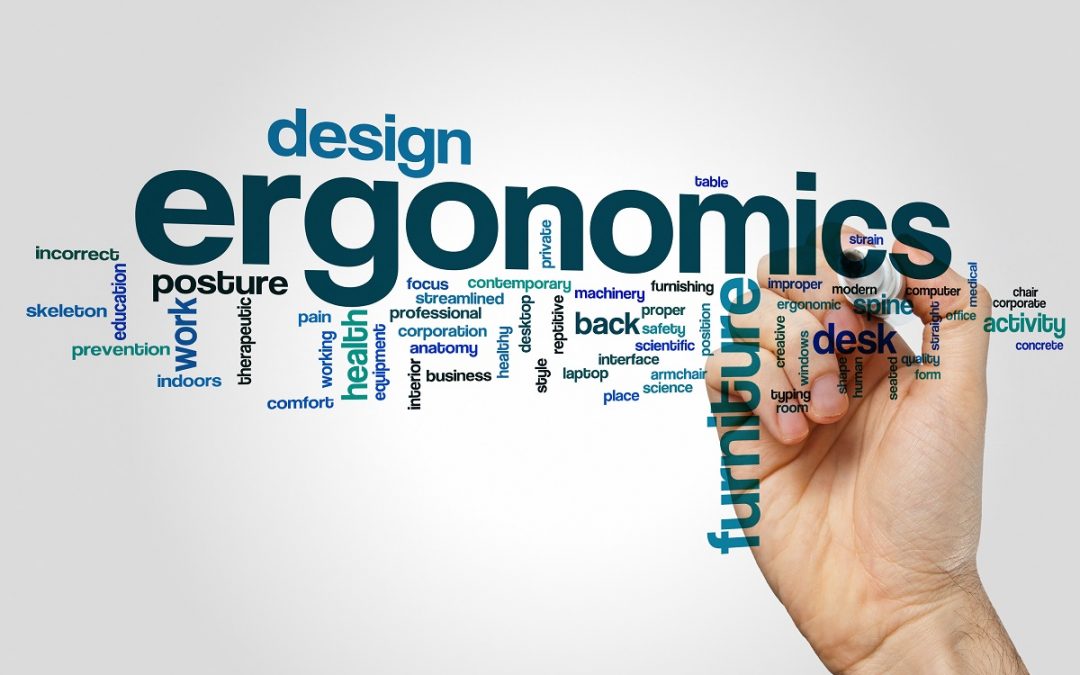 design
ergonomics
table
private
strain
incorrect
education
skeleton
prevention
indoors
work
posture
therapeutic
pain
working
health
equipment
comfort
focus
contemporary
streamlined
professional
corporation
anatomy
interior
business
healthy
desktop
style
reptitive
machinery
back
laptop
furnishing
proper
safety
scientific
interface
armchair
science
place
position
furniture
improper
modern
ergonomic
spine
creative
windows
desk
typing
room
shape
human
seated
computer
straight
office
medical
quality
form
chair
corporate
activity
concrete